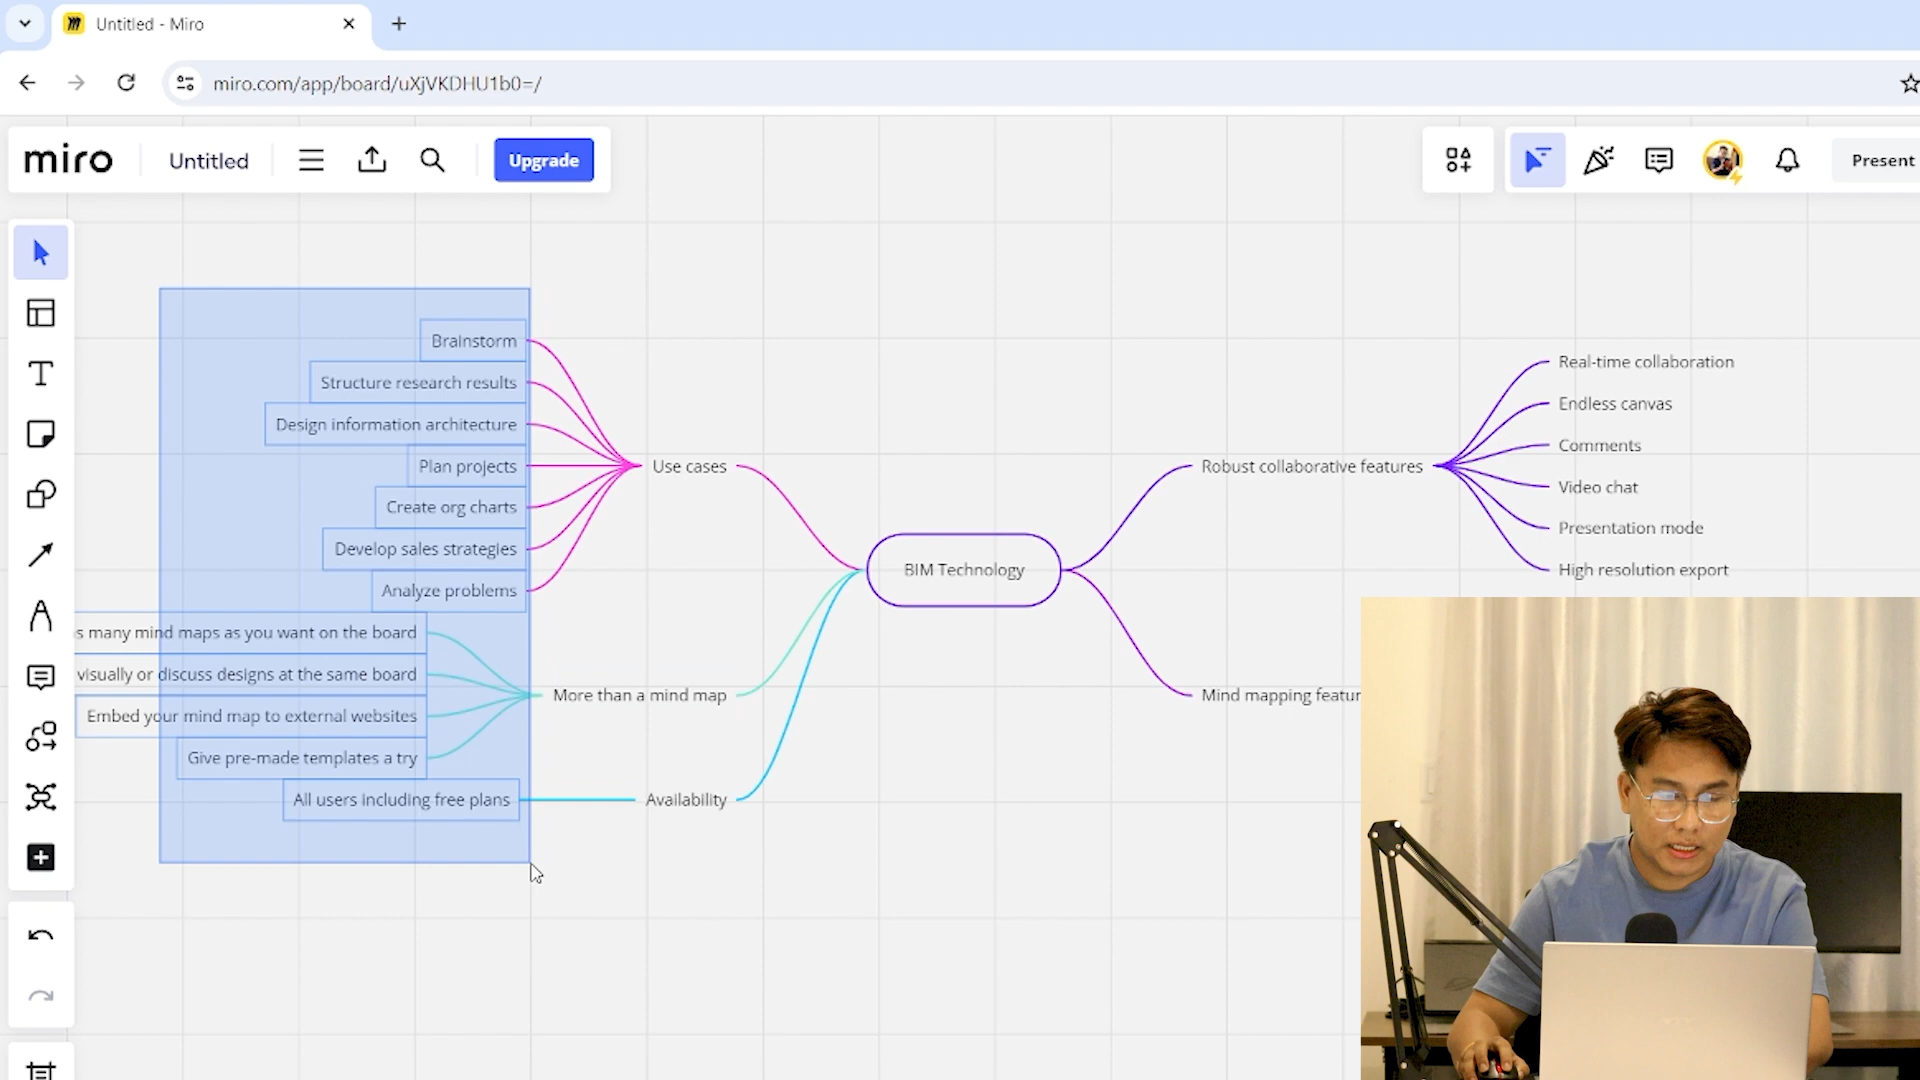 Untitled - Miro
miro.com/app/board/uXjVKDHU1b0=/
miro
Untitled
Upgrade
Present
Brainstorm
Structure research results
Design information architecture
Plan projects
Create org charts
Develop sales strategies
Analyze problems
Use cases
s many mind maps as you want on the board
visually or discuss designs at the same board
Embed your mind map to external websites
Give pre-made templates a try
More than a mind map
All users including free plans
Availability
BIM Technology
Robust collaborative features
Real-time collaboration
Endless canvas
Comments
Video chat
Presentation mode
High resolution export
Mind mapping featur